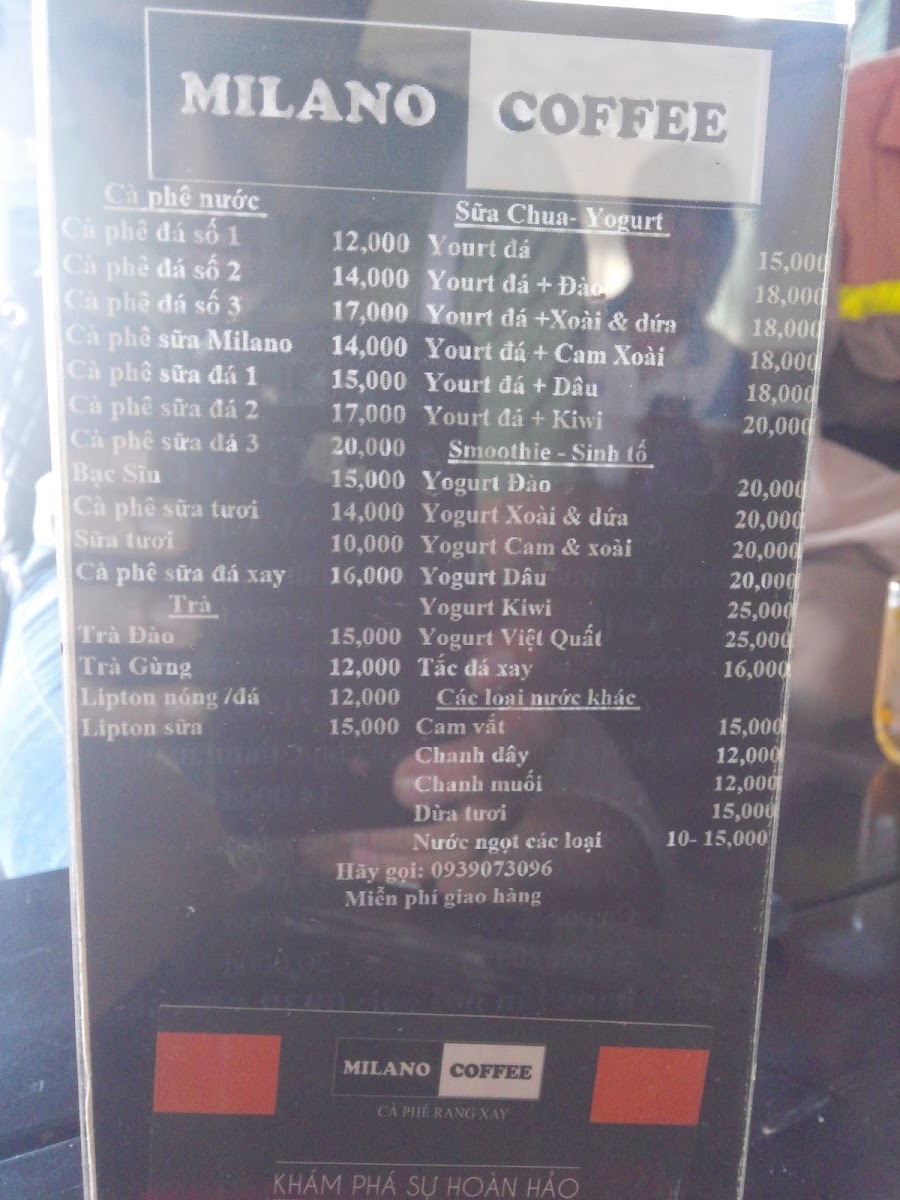 MILANO COFFEE
Cà phê nước
Cà phê đá số 1 12,000
Cà phê đá số 2 14,000
Cà phê đá số 3 17,000
Cà phê sữa Milano 14,000
Cà phê sữa đá 1 15,000
Cà phê sữa đá 2 17,000
Cà phê sữa đá 3 20,000
Bạc Sĩu 15,000
Cà phê sữa tươi 14,000
Sữa tươi 10,000
Cà phê sữa đá xay 16,000
Trà
Trà Đào 15,000
Trà Gừng 12,000
Lipton nóng /đá 12,000
Lipton sữa 15,000
Sữa Chua- Yogurt
Yourt đá 15,000
Yourt đá + Đào 18,000
Yourt đá +Xoài & dứa 18,000
Yourt đá + Cam Xoài 18,000
Yourt đá + Dâu 18,000
Yourt đá + Kiwi 20,000
Smoothie - Sinh tố
Yogurt Đào 20,000
Yogurt Xoài & dứa 20,000
Yogurt Cam & xoài 20,000
Yogurt Dâu 20,000
Yogurt Kiwi 25,000
Yogurt Việt Quất 25,000
Tắc đá xay 16,000
Các loại nước khác
Cam vắt 15,000
Chanh dây 12,000
Chanh muối 12,000
Dừa tươi 15,000
Nước ngọt các loại 10- 15,000
Hãy gọi: 0939073096
Miễn phí giao hàng
MILANO COFFEE
CÀ PHÊ RANG XAY
KHÁM PHÁ SỰ HOÀN HẢO